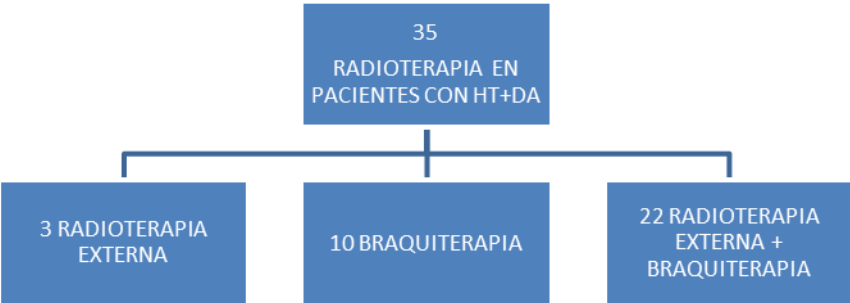 35
RADIOTERAPIA EN
PACIENTES CON HT+DA
3 RADIOTERAPIA
EXTERNA
10 BRAQUITERAPIA
22 RADIOTERAPIA
EXTERNA +
BRAQUITERAPIA